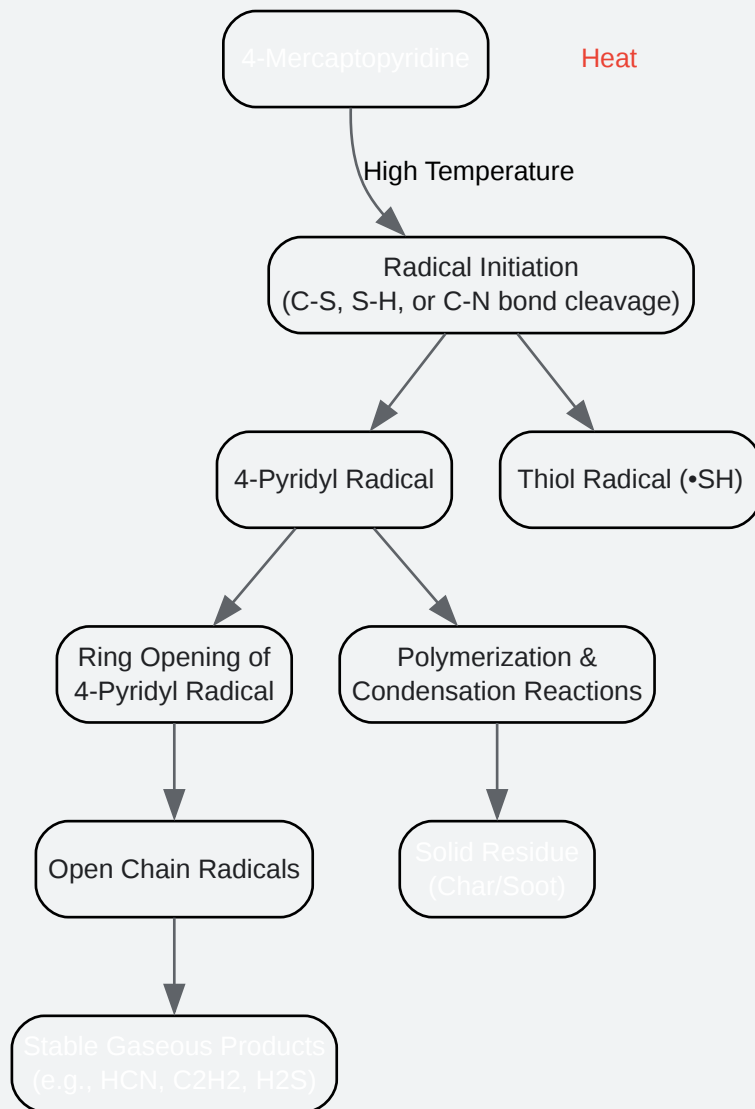 4-Mercaptopyridine
Heat
High Temperature
Radical Initiation
(C-S, S-H, or C-N bond cleavage)
4-Pyridyl Radical
Thiol Radical (•SH)
Ring Opening of
4-Pyridyl Radical
Polymerization &
Condensation Reactions
Open Chain Radicals
Solid Residue
(Char/Soot)
Stable Gaseous Products
(e.g., HCN, C2H2, H2S)